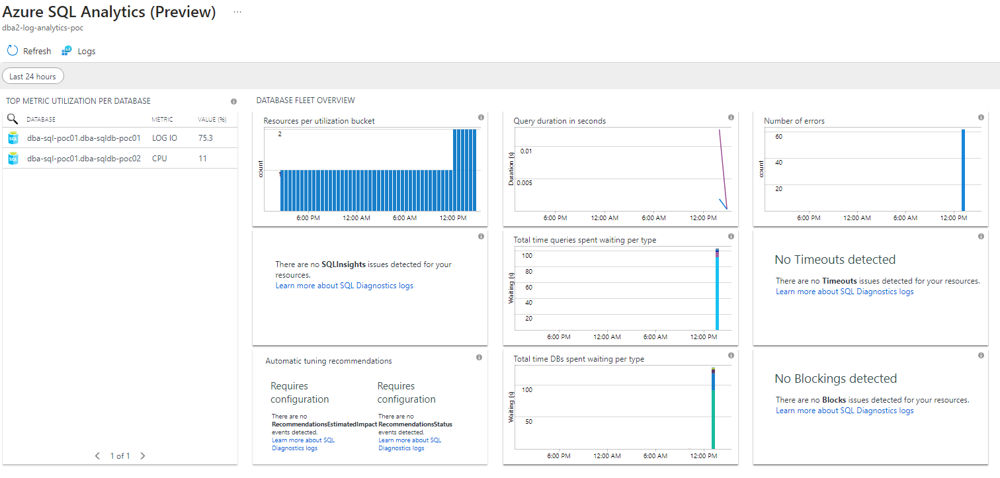 Azure SQL Analytics (Preview) ...
dba2-log-analytics-poc
Refresh Logs
Last 24 hours
TOP METRIC UTILIZATION PER DATABASE
DATABASE METRIC VALUE (%)
dba-sql-poc01.dba-sqldb-poc01 LOG IO 75.3
dba-sql-poc01.dba-sqldb-poc02 CPU 11
1 of 1
DATABASE FLEET OVERVIEW
Resources per utilization bucket
count
2
1
6:00 PM 12:00 AM 6:00 AM 12:00 PM
Query duration in seconds
Duration (s)
0.01
0.005
6:00 PM 12:00 AM 6:00 AM 12:00 PM
Number of errors
count
60
40
20
6:00 PM 12:00 AM 6:00 AM 12:00 PM
There are no SQLInsights issues detected for your
resources.
Learn more about SQL Diagnostics logs
Total time queries spent waiting per type
Waiting (s)
100
80
60
40
20
6:00 PM 12:00 AM 6:00 AM 12:00 PM
No Timeouts detected
There are no Timeouts issues detected for your resources.
Learn more about SQL Diagnostics logs
Automatic tuning recommendations
Requires
configuration
There are no
RecommendationsEstimatedImpact
events detected.
Learn more about SQL
Diagnostics logs
Requires
configuration
There are no
RecommendationsStatus
events detected.
Learn more about SQL
Diagnostics logs
Total time DBs spent waiting per type
Waiting (s)
100
50
6:00 PM 12:00 AM 6:00 AM 12:00 PM
No Blockings detected
There are no Blocks issues detected for your resources.
Learn more about SQL Diagnostics logs